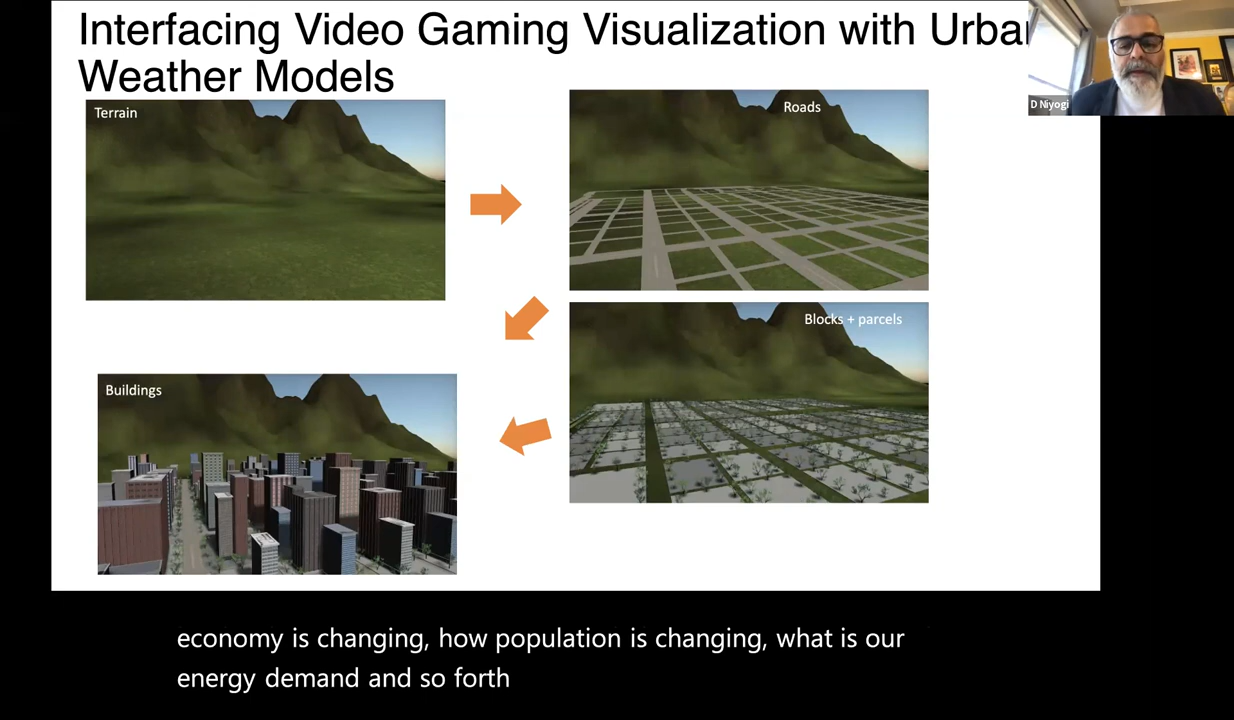 Interfacing Video Gaming Visualization with Urba
Weather Models
Terrain
Roads
D Niyogi
Blocks + parcels
Buildings
economy is changing, how population is changing, what is our
energy demand and so forth